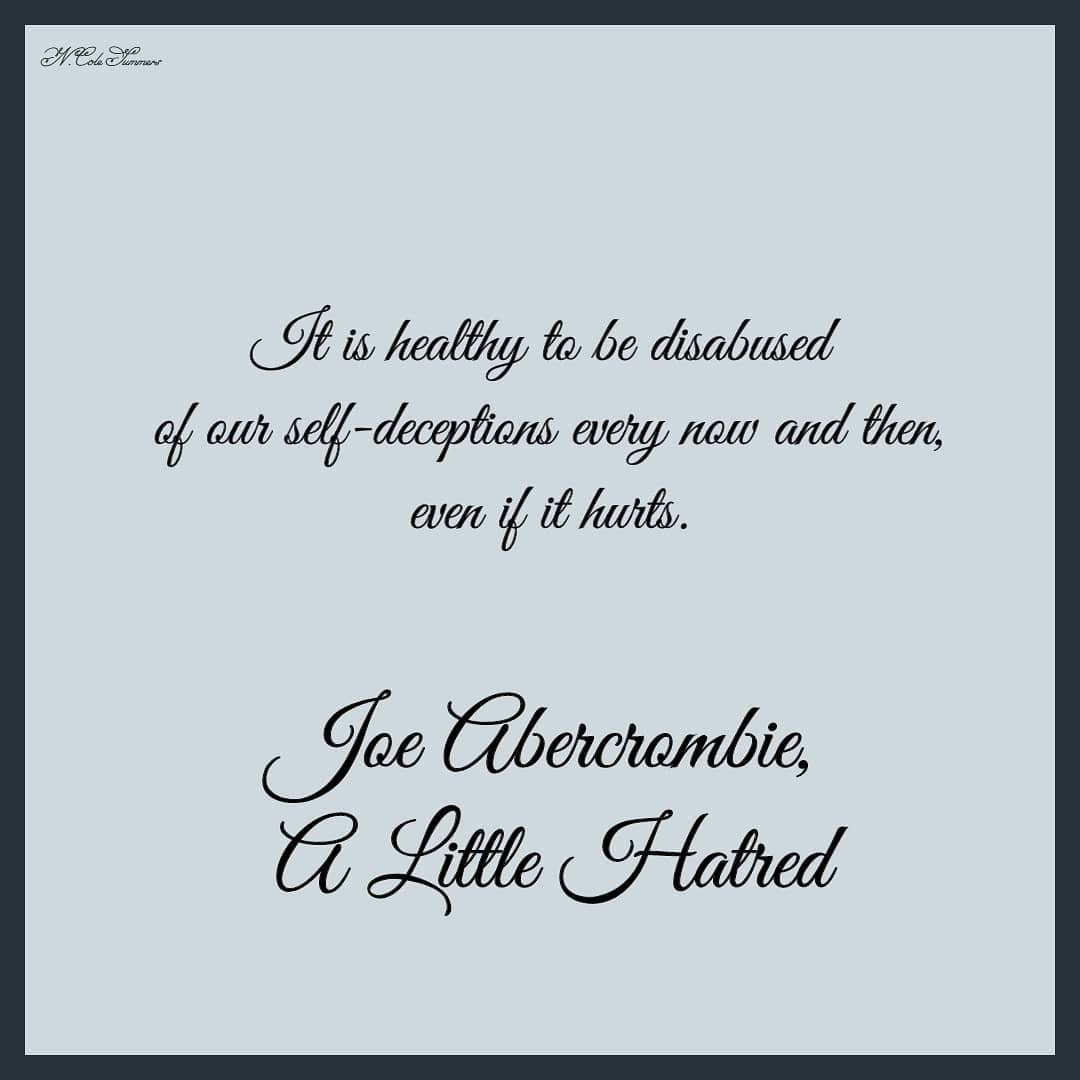 N. Cole Summers
It is healthy to be disabused
of our self-deceptions every now and then,
even if it hurts.
Joe Abercrombie,
A Little Hatred